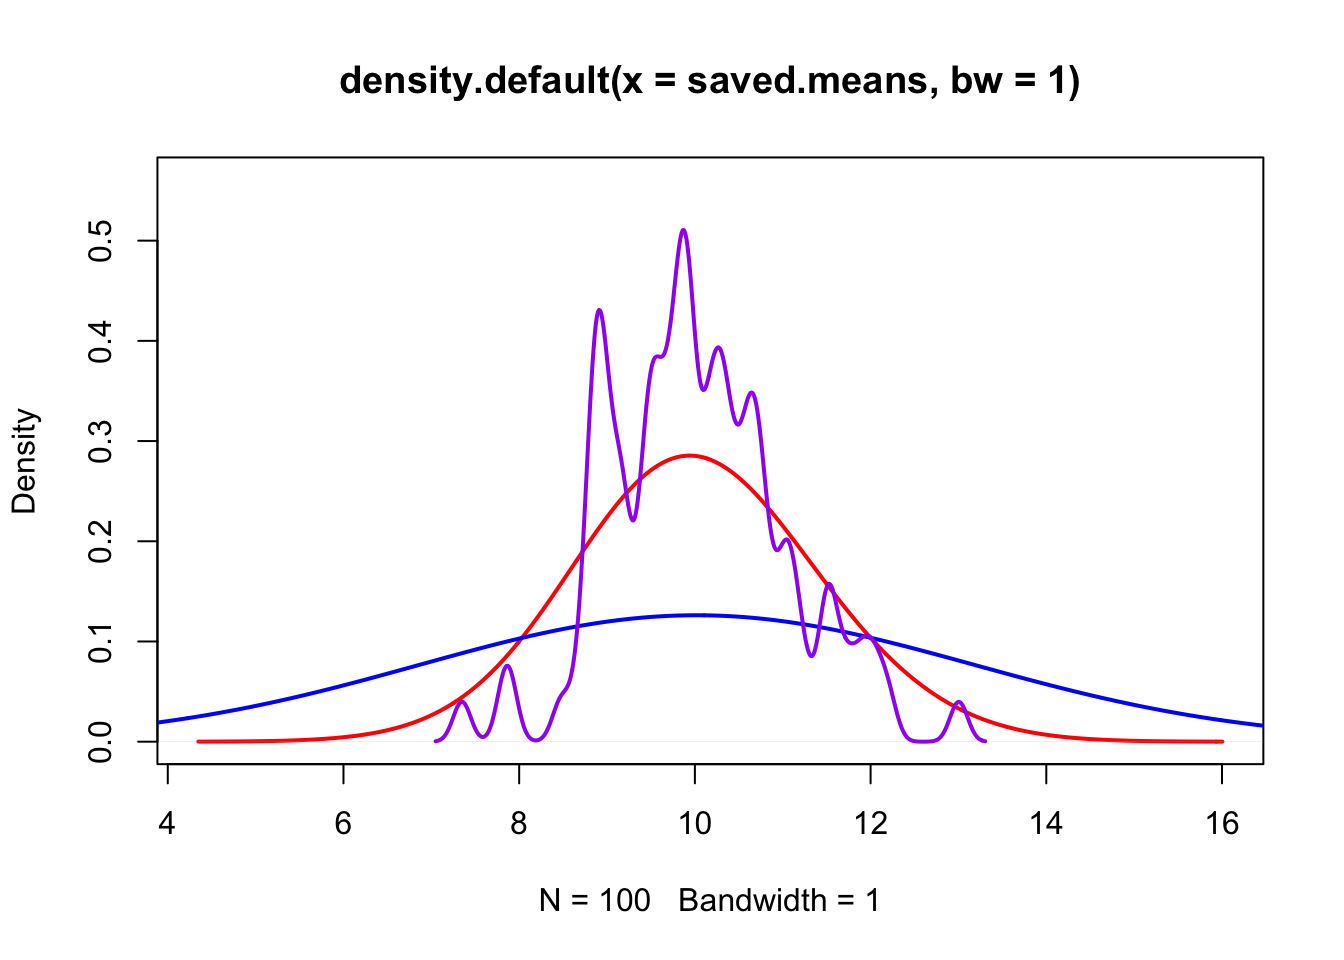 density.default(x = saved.means, bw = 1)
Density
0.5
0.4
0.3
0.2
0.1
0.0
4 6 8 10 12 14 16
N = 100 Bandwidth = 1